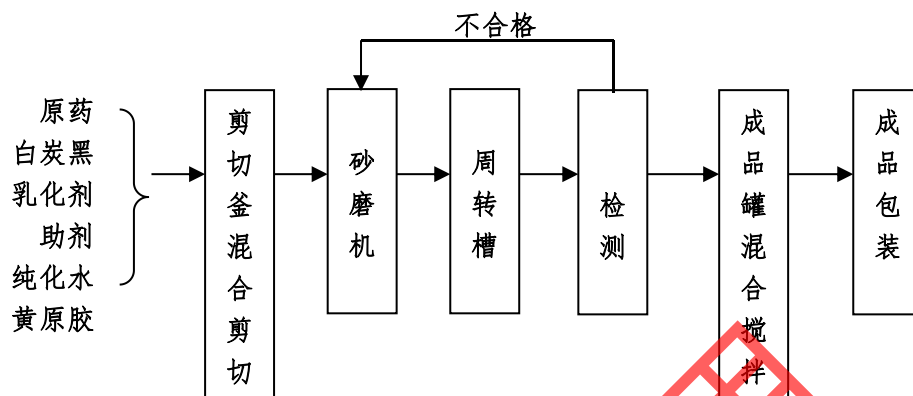 不合格
原药
白炭黑
乳化剂
助剂
纯化水
黄原胶
剪切釜混合剪切
砂磨机
周转槽
检测
成品罐混合搅拌
成品包装